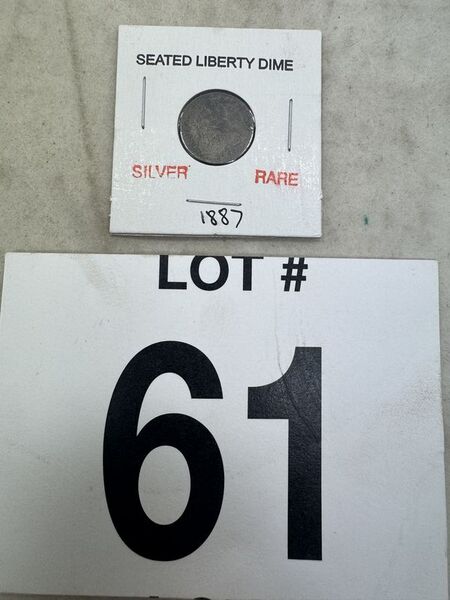 SEATED LIBERTY DIME
SILVER RARE
1887
LOT #
61